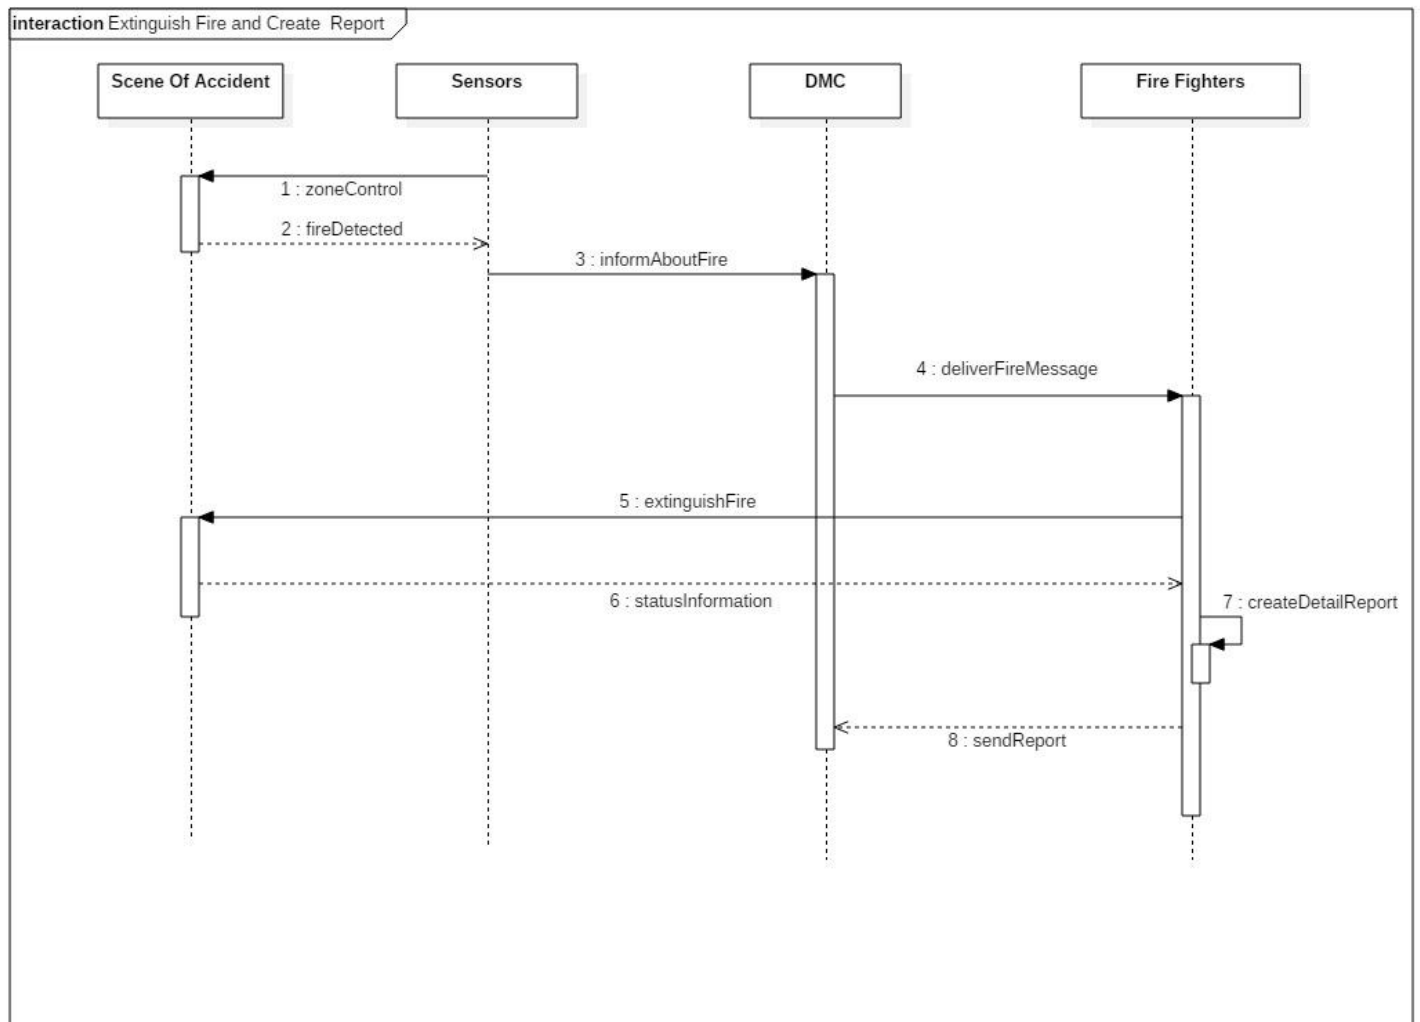 interaction Extinguish Fire and Create  Report
Scene Of Accident
Sensors
DMC
Fire Fighters
1 : zoneControl
2 : fireDetected
3 : informAboutFire
4 : deliverFireMessage
5 : extinguishFire
6 : statusInformation
7 : createDetailReport
8 : sendReport